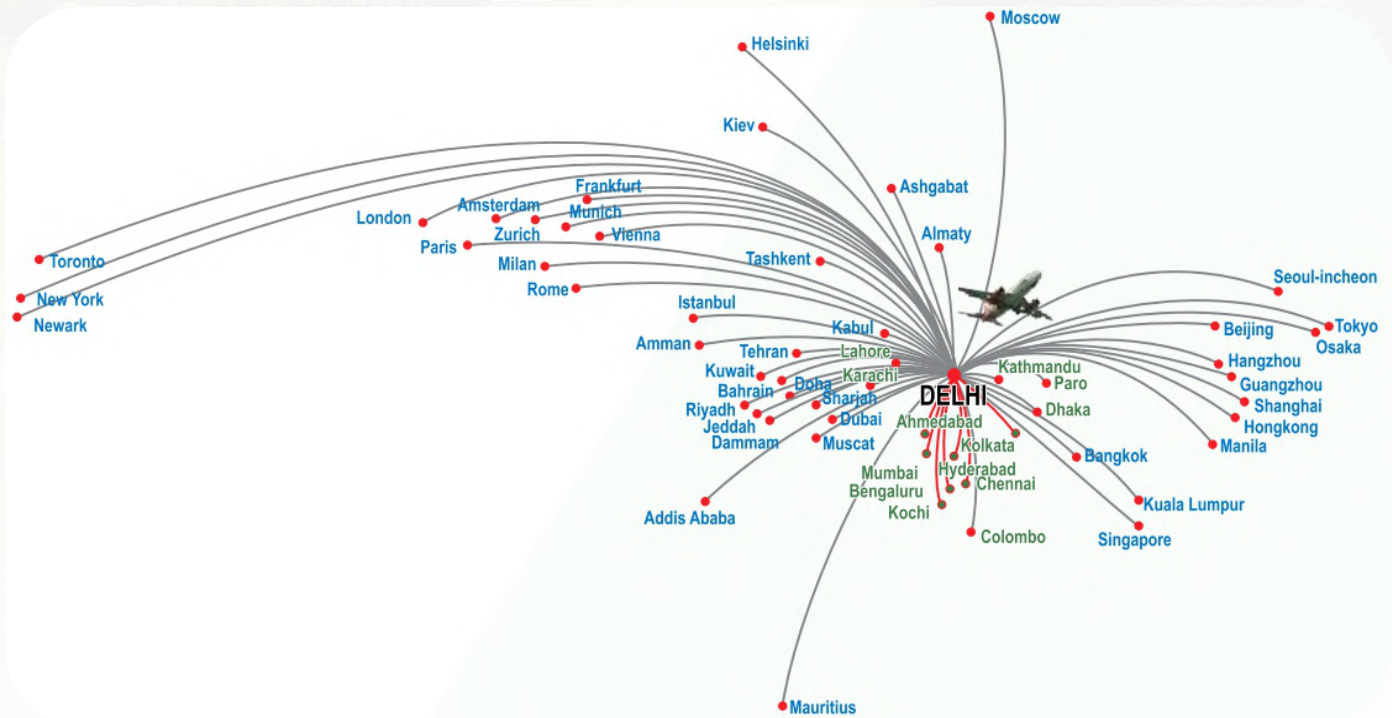 Moscow
Helsinki
Kiev
Ashgabat
Frankfurt
Amsterdam
London
Munich
Zurich
Vienna
Paris
Almaty
Tashkent
Toronto
Milan
Seoul-incheon
Rome
New York
Istanbul
Newark
Kabul
Beijing
Tokyo
Osaka
Amman
Tehran
Lahore
Hangzhou
Kuwait
Karachi
Kathmandu
Paro
Guangzhou
Bahrain
Doha
DELHI
Sharjah
Shanghai
Riyadh
Dhaka
Hongkong
Jeddah
Dubai
Ahmedabad
Dammam
Muscat
Kolkata
Manila
Bangkok
Mumbai
Hyderabad
Bengaluru
Chennai
Kochi
Kuala Lumpur
Addis Ababa
Colombo
Singapore
Mauritius